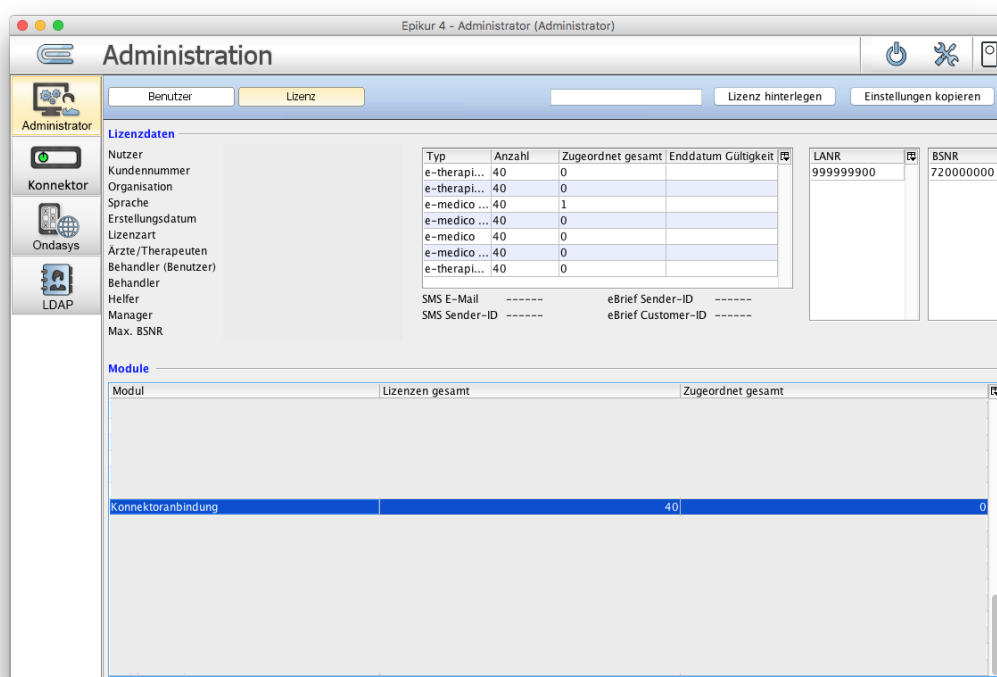 Epikur 4 - Administrator (Administrator)
Administration
Administrator
Konnektor
Ondasys
LDAP
Benutzer Lizenz Lizenz hinterlegen Einstellungen kopieren
Lizenzdaten
Nutzer
Kundennummer
Organisation
Sprache
Erstellungsdatum
Lizenzart
Ärzte/Therapeuten
Behandler (Benutzer)
Behandler
Helfer
Manager
Max. BSNR
Typ Anzahl Zugeordnet gesamt Enddatum Gültigkeit
e-therapi... 40 0
e-therapi... 40 0
e-medico ... 40 1
e-medico ... 40 0
e-medico 40 0
e-medico ... 40 0
e-therapi... 40 0
SMS E-Mail ------ eBrief Sender-ID ------
SMS Sender-ID ------ eBrief Customer-ID ------
LANR
999999900
BSNR
720000000
Module
Modul Lizenzen gesamt Zugeordnet gesamt
Konnektoranbindung 40 0